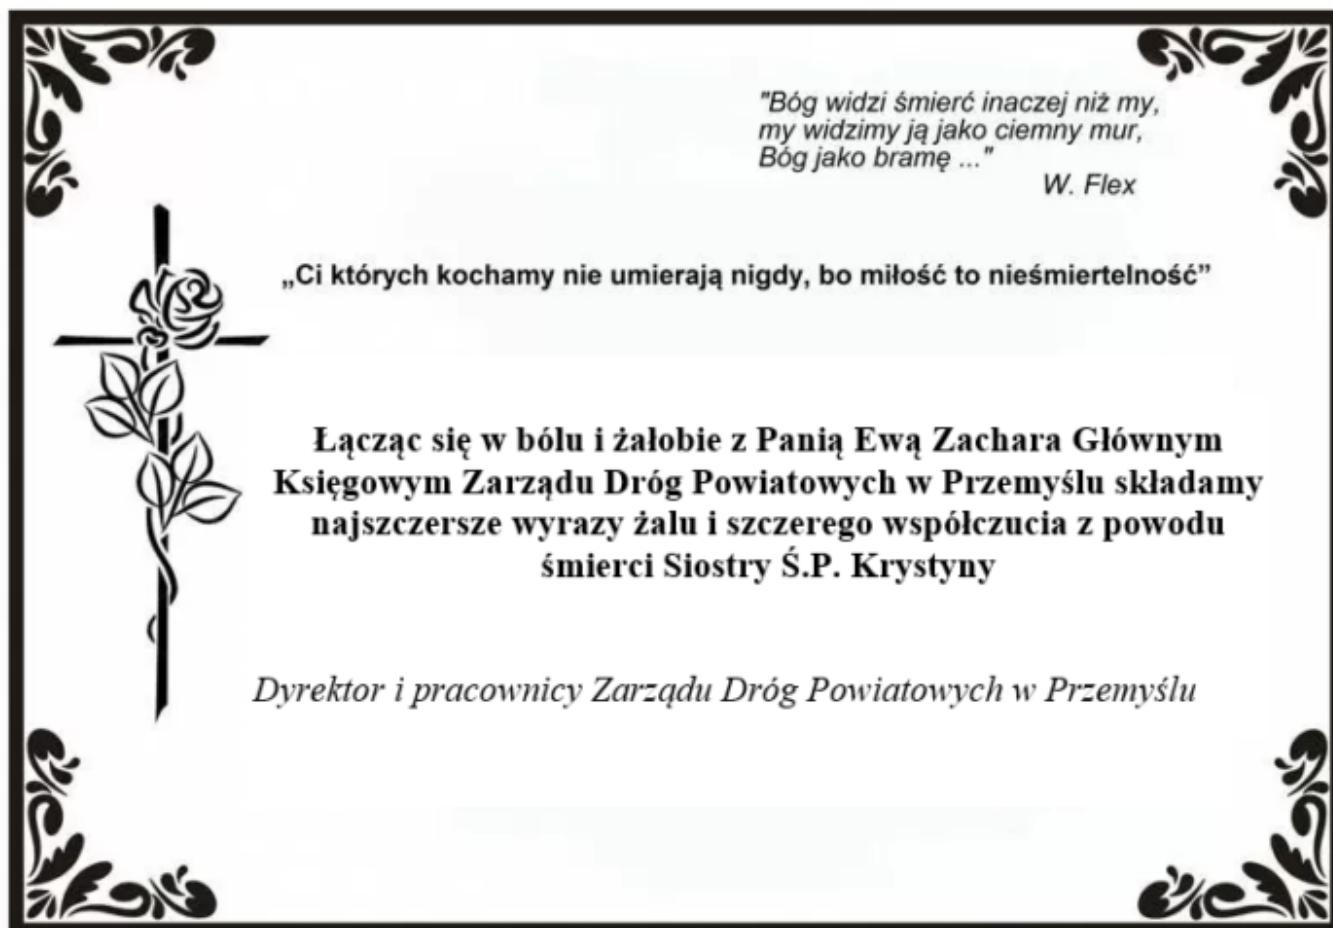 "Bóg widzi śmierć inaczej niż my,
my widzimy ją jako ciemny mur,
Bóg jako bramę ..."
W. Flex
„Ci których kochamy nie umierają nigdy, bo miłość to nieśmiertelność”
Łącząc się w bólu i żałobie z Panią Ewą Zachara Głównym
Księgowym Zarządu Dróg Powiatowych w Przemyślu składamy
najszczersze wyrazy żalu i szczerego współczucia z powodu
śmierci Siostry Ś.P. Krystyny
Dyrektor i pracownicy Zarządu Dróg Powiatowych w Przemyślu